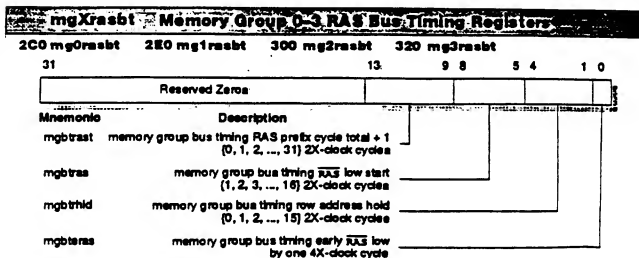 mgXrasbt Memory Group 0–3 RAS Bus Timing Registers
2C0 mg0rasbt 2E0 mg1rasbt 300 mg2rasbt 320 mg3rasbt
31 13 9 8 5 4 1 0
Reserved Zeros
Mnemonic Description
mgbtrast memory group bus timing RAS prefix cycle total + 1
{0, 1, 2, ..., 31} 2X-clock cycles
mgbtras memory group bus timing RAS low start
{1, 2, 3, ..., 16} 2X-clock cycles
mgbtrhld memory group bus timing row address hold
{0, 1, 2, ..., 15} 2X-clock cycles
mgbteras memory group bus timing early RAS low
by one 4X-clock cycle